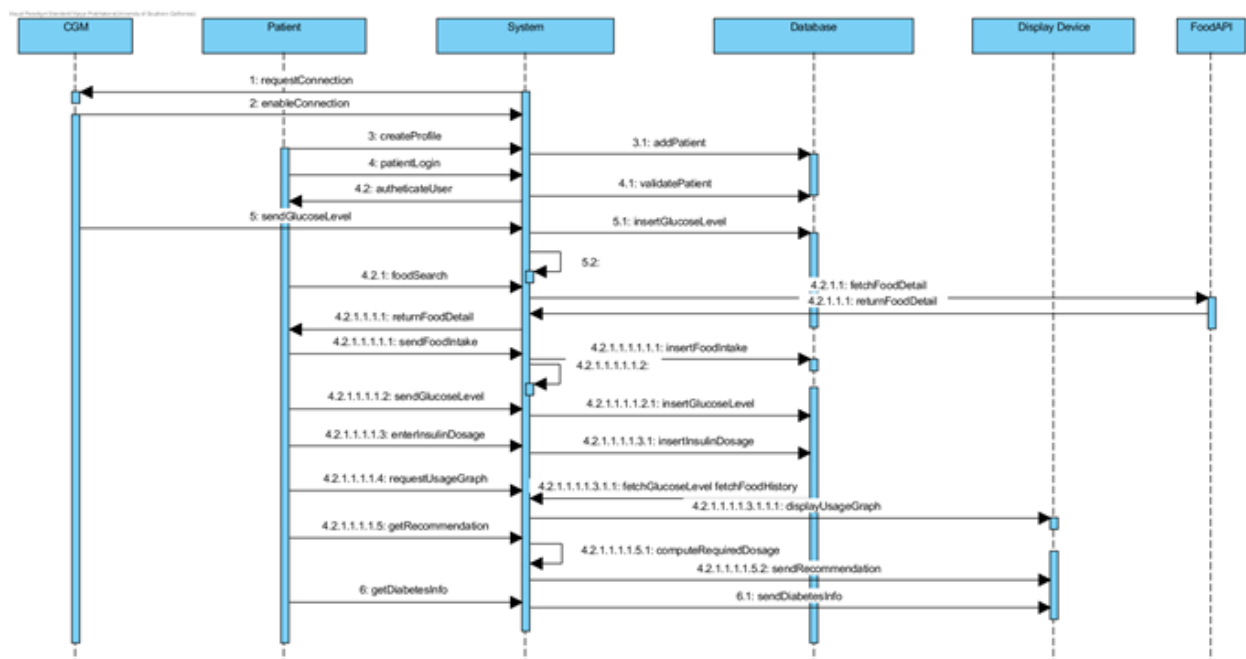 Visual Paradigm Standard(University of Southern California)
CGM
Patient
System
Database
Display Device
FoodAPI
1: requestConnection
2: enableConnection
3: createProfile
3.1: addPatient
4: patientLogin
4.1: validatePatient
4.2: autheticateUser
5: sendGlucoseLevel
5.1: insertGlucoseLevel
5.2:
4.2.1: foodSearch
4.2.1.1: fetchFoodDetail
4.2.1.1.1: returnFoodDetail
4.2.1.1.1.1: returnFoodDetail
4.2.1.1.1.1.1: sendFoodIntake
4.2.1.1.1.1.1.1: insertFoodIntake
4.2.1.1.1.1.1.2:
4.2.1.1.1.1.2: sendGlucoseLevel
4.2.1.1.1.1.2.1: insertGlucoseLevel
4.2.1.1.1.1.3: enterInsulinDosage
4.2.1.1.1.1.3.1: insertInsulinDosage
4.2.1.1.1.1.4: requestUsageGraph
4.2.1.1.1.1.3.1.1: fetchGlucoseLevel fetchFoodHistory
4.2.1.1.1.1.3.1.1.1: displayUsageGraph
4.2.1.1.1.1.5: getRecommendation
4.2.1.1.1.1.5.1: computeRequiredDosage
4.2.1.1.1.1.5.2: sendRecommendation
6: getDiabetesInfo
6.1: sendDiabetesInfo